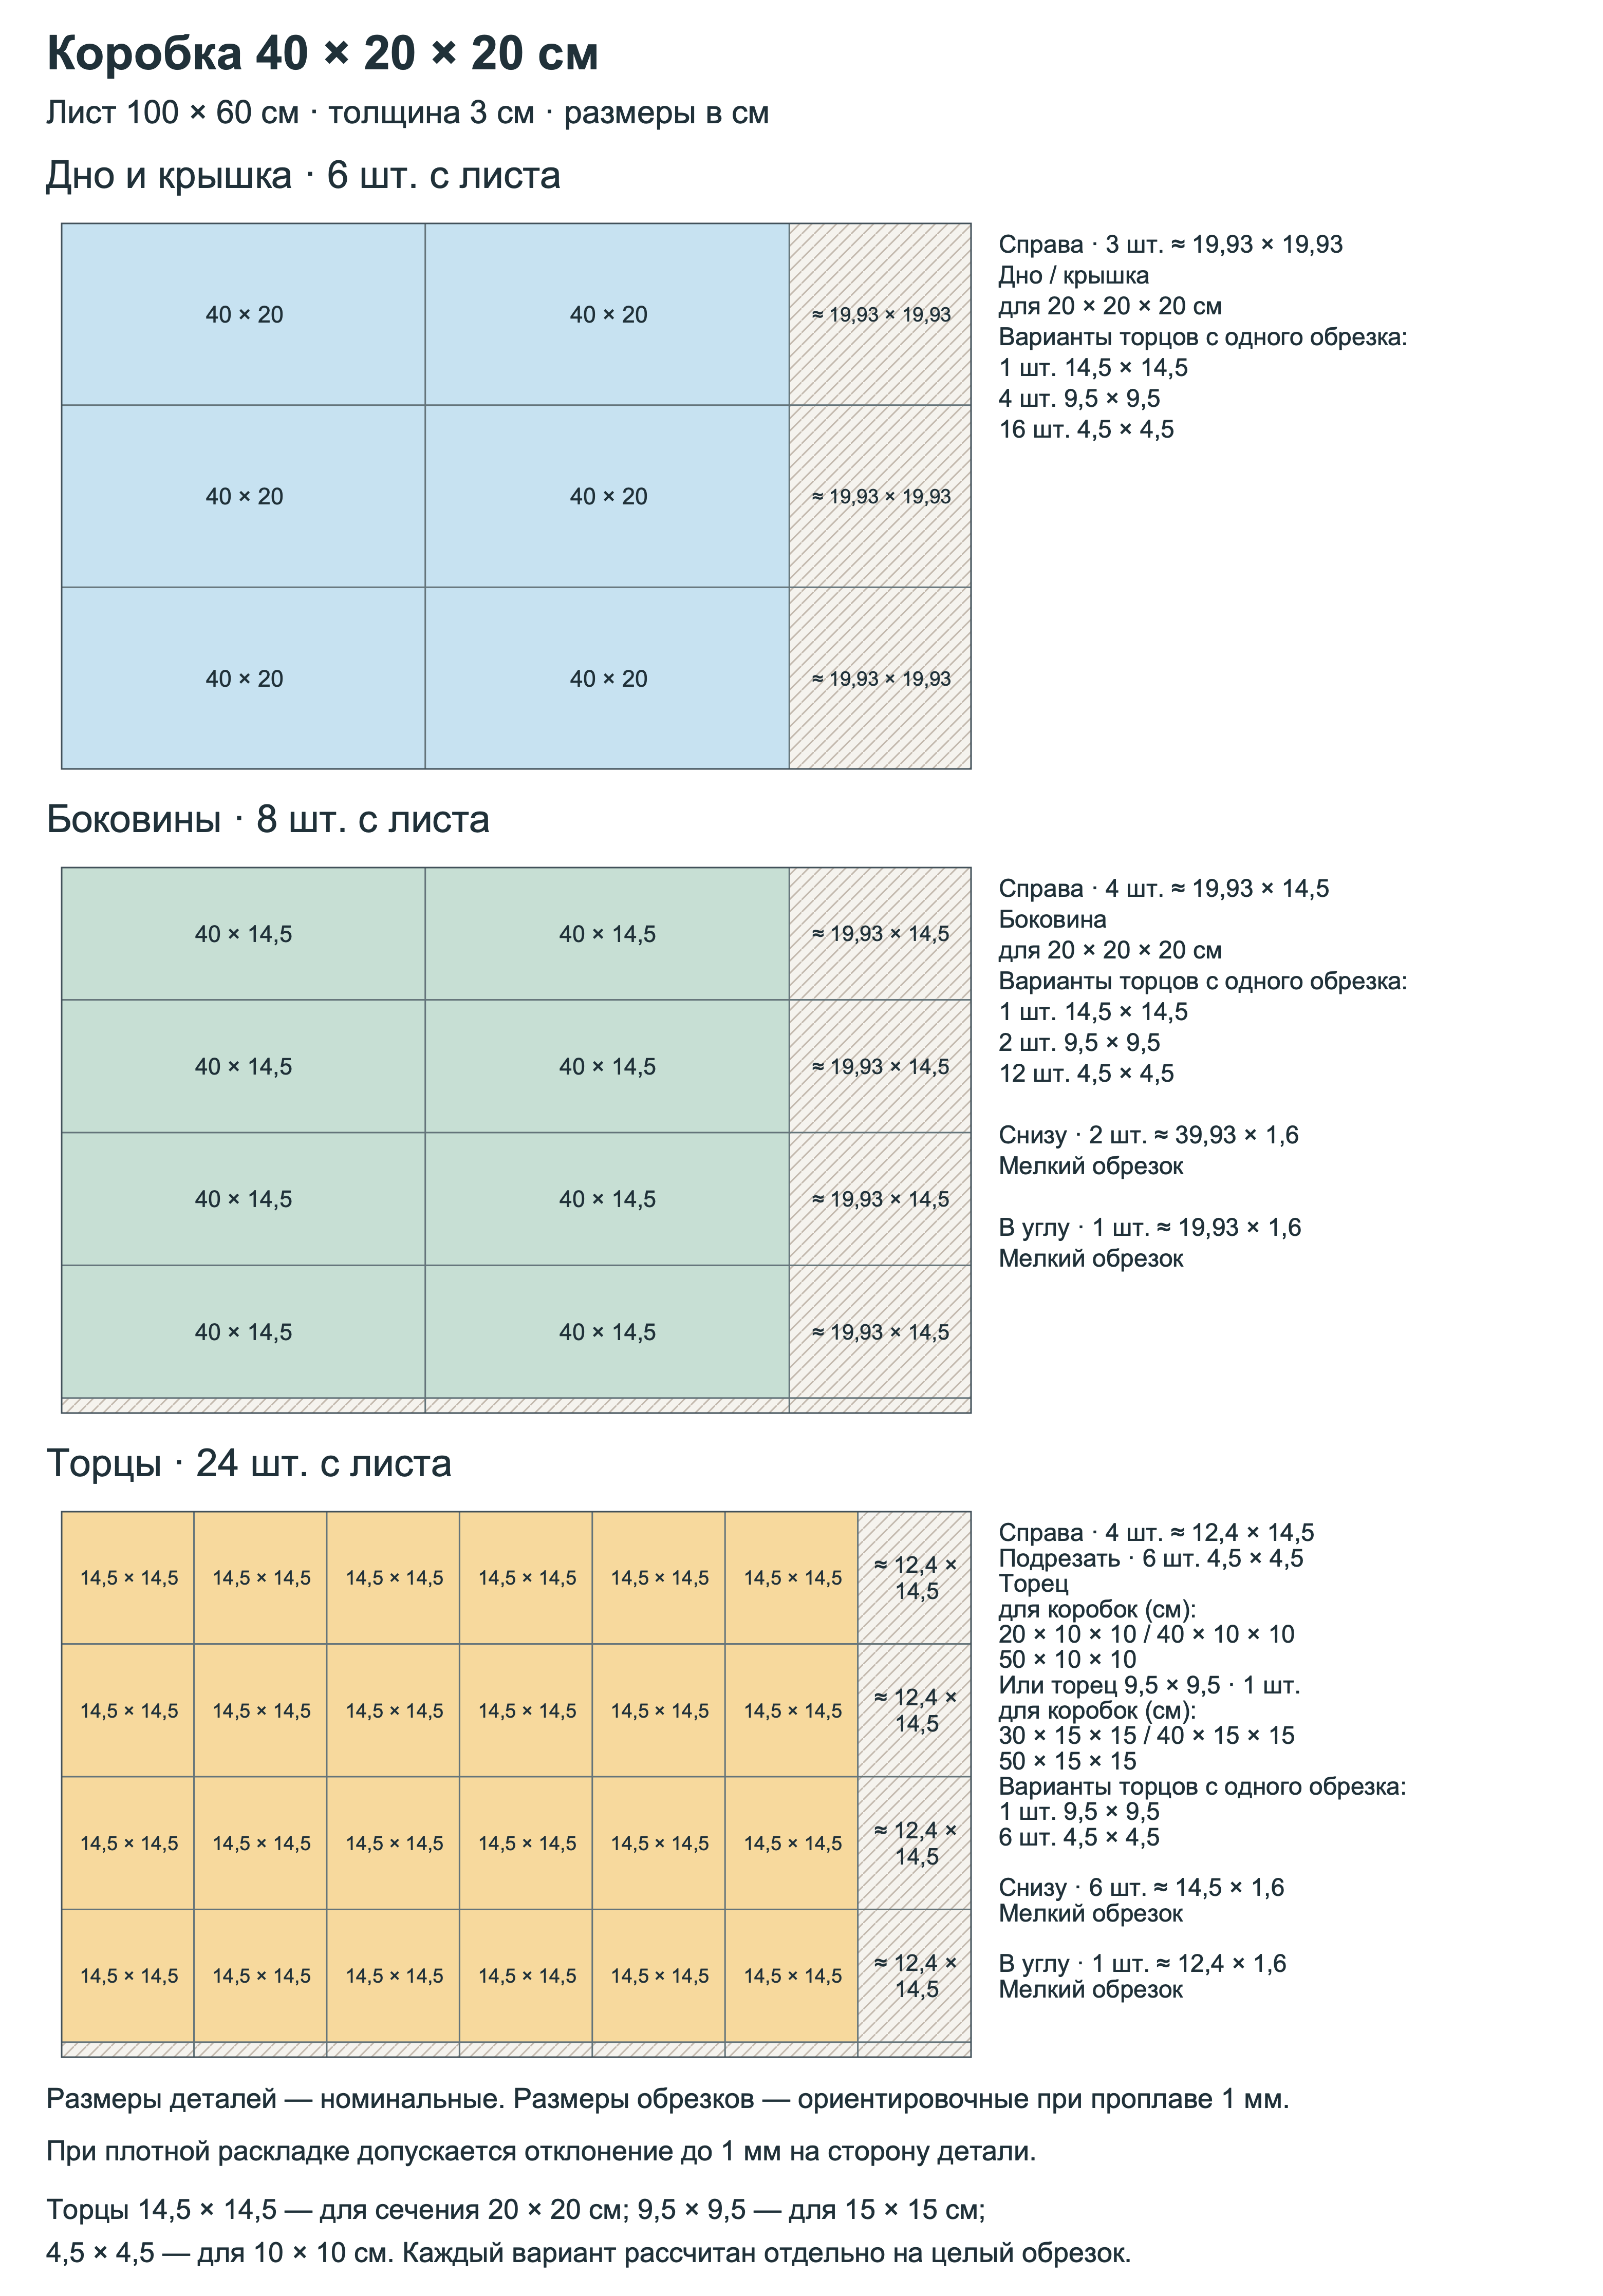 Коробка 40 × 20 × 20 см
Лист 100 × 60 см · толщина 3 см · размеры в см
Дно и крышка · 6 шт. с листа
40 × 20
40 × 20
≈ 19,93 × 19,93
40 × 20
40 × 20
≈ 19,93 × 19,93
40 × 20
40 × 20
≈ 19,93 × 19,93
Справа · 3 шт. ≈ 19,93 × 19,93
Дно / крышка
для 20 × 20 × 20 см
Варианты торцов с одного обрезка:
1 шт. 14,5 × 14,5
4 шт. 9,5 × 9,5
16 шт. 4,5 × 4,5
Боковины · 8 шт. с листа
40 × 14,5
40 × 14,5
≈ 19,93 × 14,5
40 × 14,5
40 × 14,5
≈ 19,93 × 14,5
40 × 14,5
40 × 14,5
≈ 19,93 × 14,5
40 × 14,5
40 × 14,5
≈ 19,93 × 14,5
Справа · 4 шт. ≈ 19,93 × 14,5
Боковина
для 20 × 20 × 20 см
Варианты торцов с одного обрезка:
1 шт. 14,5 × 14,5
2 шт. 9,5 × 9,5
12 шт. 4,5 × 4,5
Снизу · 2 шт. ≈ 39,93 × 1,6
Мелкий обрезок
В углу · 1 шт. ≈ 19,93 × 1,6
Мелкий обрезок
Торцы · 24 шт. с листа
14,5 × 14,5
14,5 × 14,5
14,5 × 14,5
14,5 × 14,5
14,5 × 14,5
14,5 × 14,5
≈ 12,4 ×
14,5
14,5 × 14,5
14,5 × 14,5
14,5 × 14,5
14,5 × 14,5
14,5 × 14,5
14,5 × 14,5
≈ 12,4 ×
14,5
14,5 × 14,5
14,5 × 14,5
14,5 × 14,5
14,5 × 14,5
14,5 × 14,5
14,5 × 14,5
≈ 12,4 ×
14,5
14,5 × 14,5
14,5 × 14,5
14,5 × 14,5
14,5 × 14,5
14,5 × 14,5
14,5 × 14,5
≈ 12,4 ×
14,5
Справа · 4 шт. ≈ 12,4 × 14,5
Подрезать · 6 шт. 4,5 × 4,5
Торец
для коробок (см):
20 × 10 × 10 / 40 × 10 × 10
50 × 10 × 10
Или торец 9,5 × 9,5 · 1 шт.
для коробок (см):
30 × 15 × 15 / 40 × 15 × 15
50 × 15 × 15
Варианты торцов с одного обрезка:
1 шт. 9,5 × 9,5
6 шт. 4,5 × 4,5
Снизу · 6 шт. ≈ 14,5 × 1,6
Мелкий обрезок
В углу · 1 шт. ≈ 12,4 × 1,6
Мелкий обрезок
Размеры деталей — номинальные. Размеры обрезков — ориентировочные при проплаве 1 мм.
При плотной раскладке допускается отклонение до 1 мм на сторону детали.
Торцы 14,5 × 14,5 — для сечения 20 × 20 см; 9,5 × 9,5 — для 15 × 15 см;
4,5 × 4,5 — для 10 × 10 см. Каждый вариант рассчитан отдельно на целый обрезок.